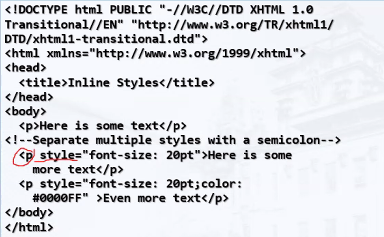 <!DOCTYPE html PUBLIC "-//W3C//DTD XHTML 1.0
Transitional//EN" "http://www.w3.org/TR/xhtml1/
DTD/xhtml1-transitional.dtd">
<html xmlns="http://www.w3.org/1999/xhtml">
<head>
<title>Inline Styles</title>
</head>
<body>
<p>Here is some text</p>
<!--Separate multiple styles with a semicolon-->
<p style="font-size: 20pt">Here is some
more text</p>
<p style="font-size: 20pt;color:
#0000FF" >Even more text</p>
</body>
</html>